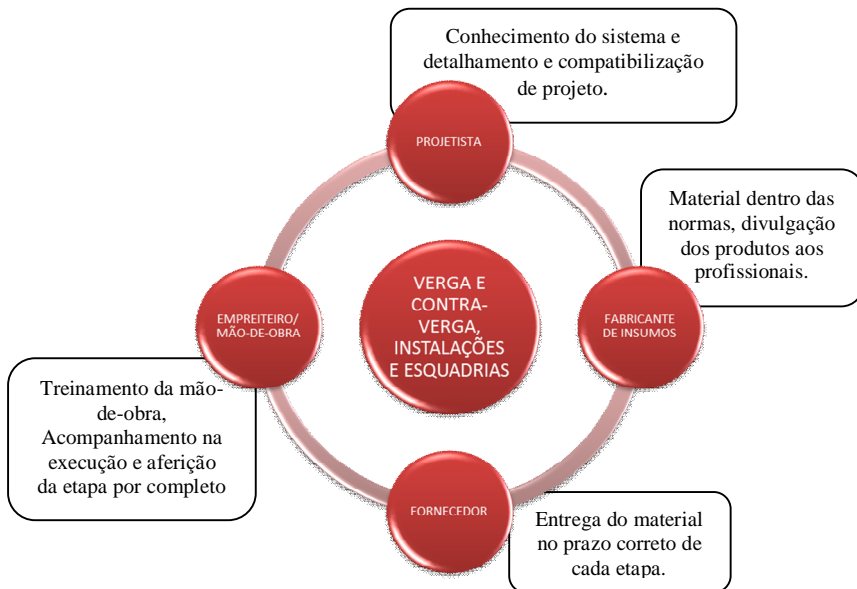 Conhecimento do sistema e
detalhamento e compatibilização
de projeto.
PROJETISTA
Material dentro das
normas, divulgação
dos produtos aos
profissionais.
VERGA E
CONTRA-
VERGA,
INSTALAÇÕES
E ESQUADRIAS
EMPREITEIRO/
MÃO-DE-OBRA
FABRICANTE
DE INSUMOS
Treinamento da mão-
de-obra,
Acompanhamento na
execução e aferição
da etapa por completo
FORNECEDOR
Entrega do material
no prazo correto de
cada etapa.